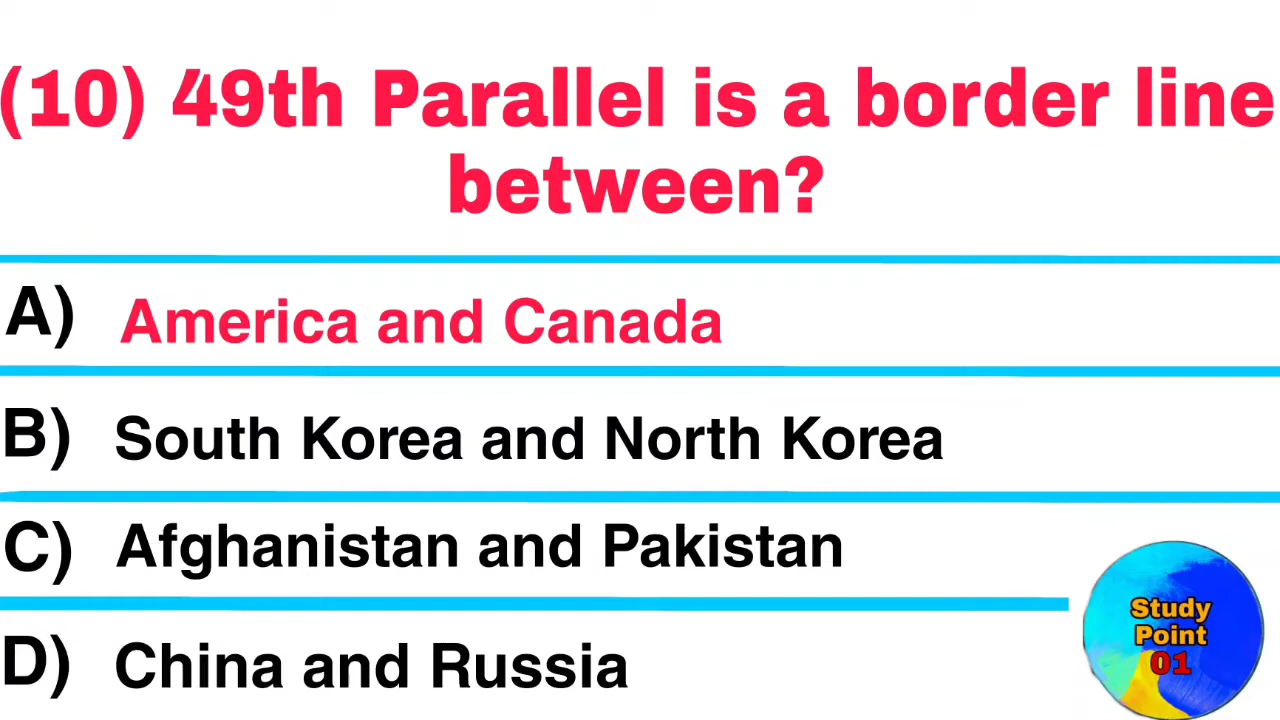 (10) 49th Parallel is a border line
between?
A) America and Canada
B) South Korea and North Korea
C) Afghanistan and Pakistan
D) China and Russia
Study
Point
01